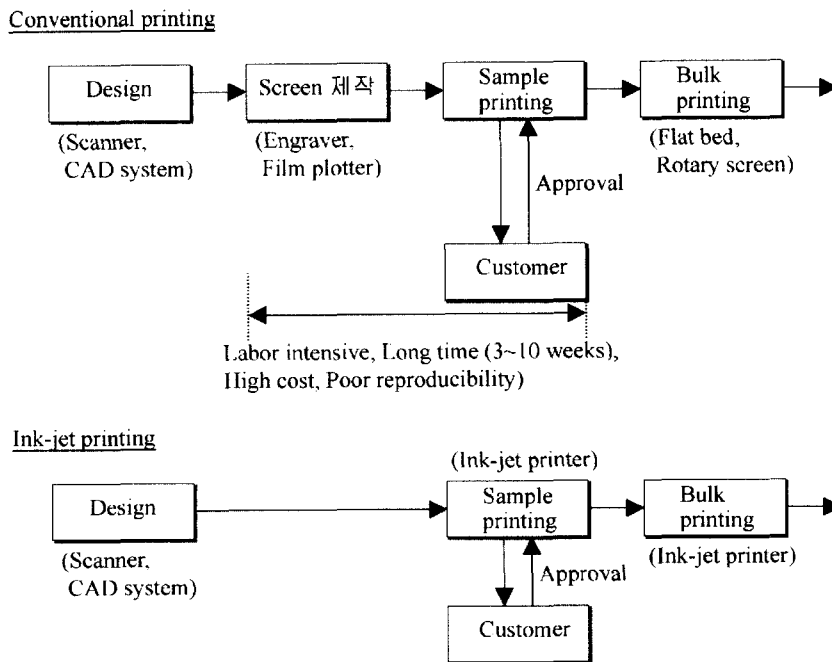 Conventional printing
Design
Screen 제작
Sample
printing
Bulk
printing
(Scanner,
CAD system)
(Engraver,
Film plotter)
(Flat bed,
Rotary screen)
Approval
Customer
Labor intensive, Long time (3~10 weeks),
High cost, Poor reproducibility)
Ink-jet printing
(Ink-jet printer)
Design
Sample
printing
Bulk
printing
(Scanner,
CAD system)
(Ink-jet printer)
Approval
Customer